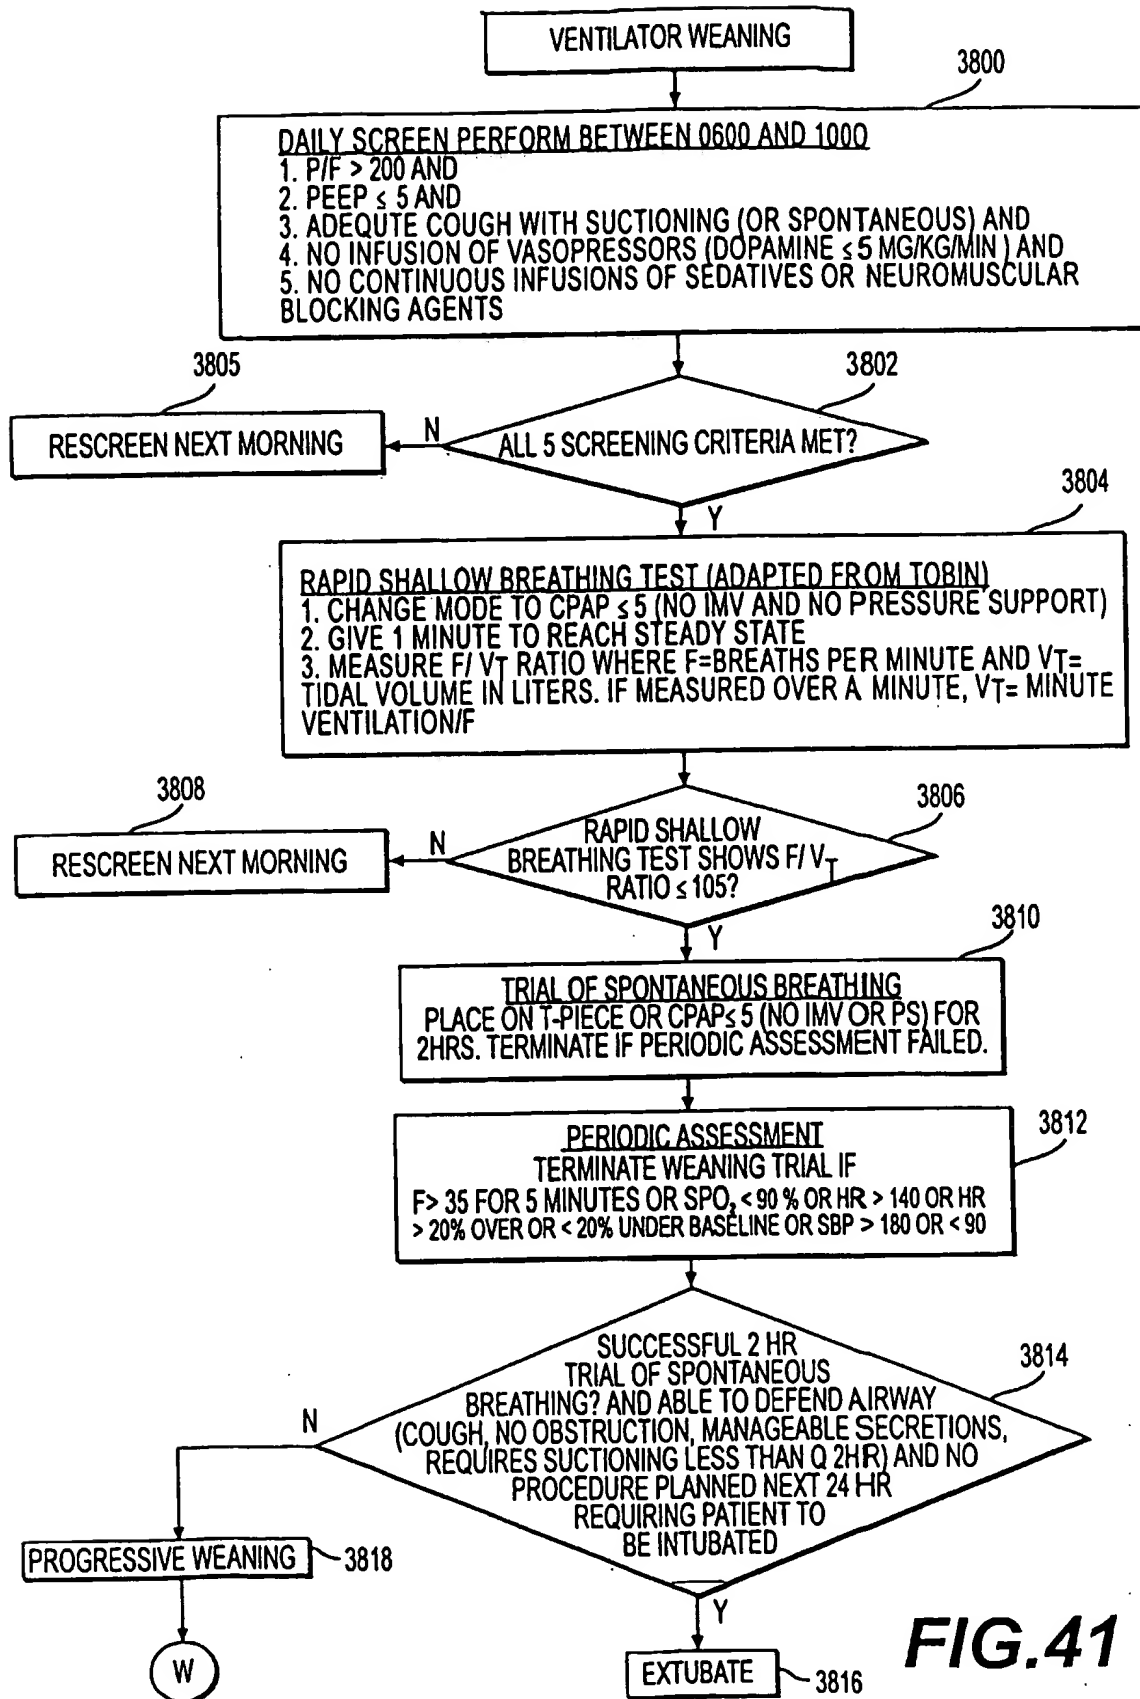 VENTILATOR WEANING
3800
DAILY SCREEN PERFORM BETWEEN 0600 AND 1000
1. P/F > 200 AND
2. PEEP ≤ 5 AND
3. ADEQUTE COUGH WITH SUCTIONING (OR SPONTANEOUS) AND
4. NO INFUSION OF VASOPRESSORS (DOPAMINE ≤ 5 MG/KG/MIN ) AND
5. NO CONTINUOUS INFUSIONS OF SEDATIVES OR NEUROMUSCULAR
BLOCKING AGENTS
3805
3802
RESCREEN NEXT MORNING
N
ALL 5 SCREENING CRITERIA MET?
Y
3804
RAPID SHALLOW BREATHING TEST (ADAPTED FROM TOBIN)
1. CHANGE MODE TO CPAP ≤ 5 (NO IMV AND NO PRESSURE SUPPORT)
2. GIVE 1 MINUTE TO REACH STEADY STATE
3. MEASURE F/ VT RATIO WHERE F=BREATHS PER MINUTE AND VT=
TIDAL VOLUME IN LITERS. IF MEASURED OVER A MINUTE, VT= MINUTE
VENTILATION/F
3808
3806
RESCREEN NEXT MORNING
N
RAPID SHALLOW
BREATHING TEST SHOWS F/ VT
RATIO ≤ 105?
Y
3810
TRIAL OF SPONTANEOUS BREATHING
PLACE ON T-PIECE OR CPAP≤ 5 (NO IMV OR PS) FOR
2HRS. TERMINATE IF PERIODIC ASSESSMENT FAILED.
3812
PERIODIC ASSESSMENT
TERMINATE WEANING TRIAL IF
F> 35 FOR 5 MINUTES OR SPO₂ < 90 % OR HR > 140 OR HR
> 20% OVER OR < 20% UNDER BASELINE OR SBP > 180 OR < 90
3814
SUCCESSFUL 2 HR
TRIAL OF SPONTANEOUS
BREATHING? AND ABLE TO DEFEND AIRWAY
(COUGH, NO OBSTRUCTION, MANAGEABLE SECRETIONS,
REQUIRES SUCTIONING LESS THAN Q 2HR) AND NO
PROCEDURE PLANNED NEXT 24 HR
REQUIRING PATIENT TO
BE INTUBATED
N
PROGRESSIVE WEANING
3818
W
Y
EXTUBATE
3816
FIG.41